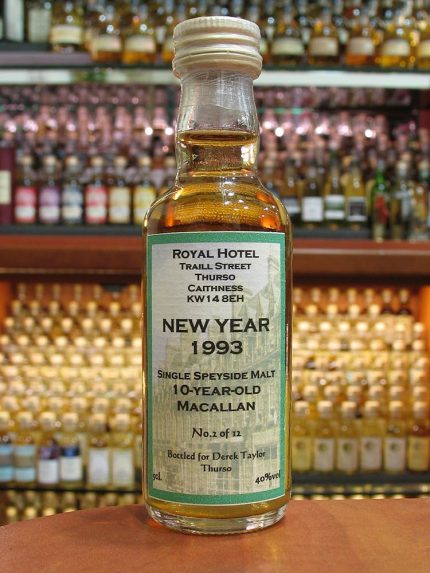 Royal Hotel
Traill Street
Thurso
Caithness
KW14 8EH
NEW YEAR
1993
Single Speyside Malt
10-year-old
Macallan
No.2 of 12
Bottled for Derek Taylor
Thurso
5cl. 40%vol